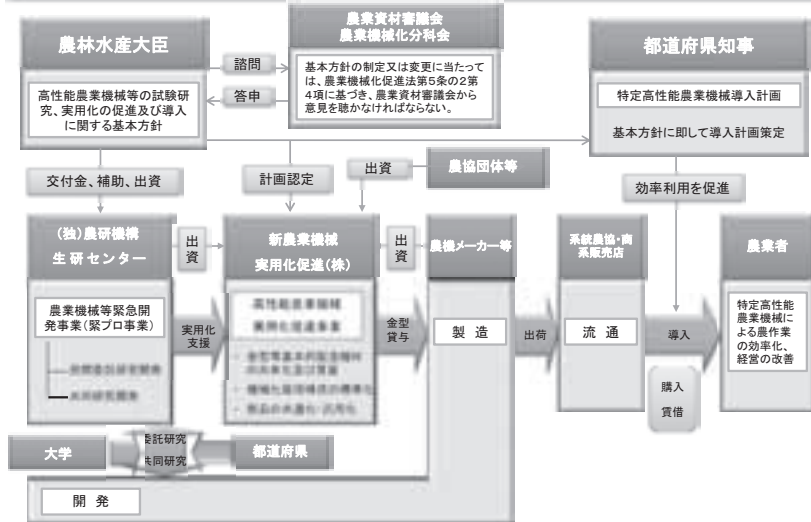 農林水産大臣
高性能農業機械等の試験研
究、実用化の促進及び導入
に関する基本方針
諮問
答申
農業資材審議会
農業機械化分科会
基本方針の制定又は変更に当たって
は、農業機械化促進法第5条の2第
4項に基づき、農業資材審議会から
意見を聴かなければならない。
都道府県知事
特定高性能農業機械導入計画
基本方針に即して導入計画策定
交付金、補助、出資
計画認定
出資
農協団体等
効率利用を促進
(独)農研機構
生研センター
農業機械等緊急開
発事業(緊プロ事業)
民間委託研究開発
共同研究開発
出
資
実用化
支援
新農業機械
実用化促進(株)
高性能農業機械
実用化促進事業
出
資
金型
貸与
農機メーカー等
製 造
出荷
系統農協・商
系販売店
流 通
導入
購入
賃借
農業者
特定高性能
農業機械に
よる農作業
の効率化、
経営の改善
大学
委託研究
共同研究
都道府県
開 発